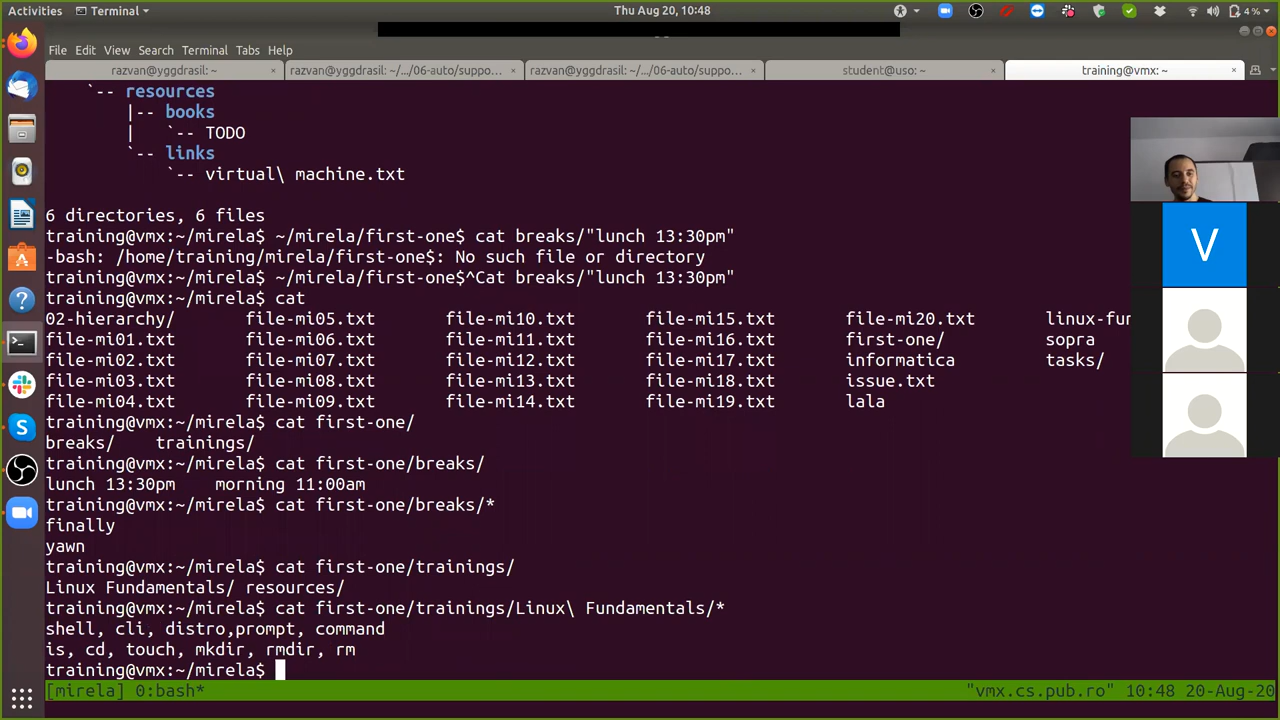 Activities Terminal Thu Aug 20, 10:48 4 %
File Edit View Search Terminal Tabs Help
razvan@yggdrasil: ~ razvan@yggdrasil: ~/.../06-auto/suppo... razvan@yggdrasil: ~/.../06-auto/suppo... student@uso: ~ training@vmx: ~
`-- resources
|-- books
| `-- TODO
`-- links
`-- virtual\ machine.txt
6 directories, 6 files
training@vmx:~/mirela$ ~/mirela/first-one$ cat breaks/"lunch 13:30pm"
-bash: /home/training/mirela/first-one$: No such file or directory
training@vmx:~/mirela$ ~/mirela/first-one$^Cat breaks/"lunch 13:30pm"
training@vmx:~/mirela$ cat
02-hierarchy/ file-mi05.txt file-mi10.txt file-mi15.txt file-mi20.txt linux-fun
file-mi01.txt file-mi06.txt file-mi11.txt file-mi16.txt first-one/ sopra
file-mi02.txt file-mi07.txt file-mi12.txt file-mi17.txt informatica tasks/
file-mi03.txt file-mi08.txt file-mi13.txt file-mi18.txt issue.txt
file-mi04.txt file-mi09.txt file-mi14.txt file-mi19.txt lala
training@vmx:~/mirela$ cat first-one/
breaks/ trainings/
training@vmx:~/mirela$ cat first-one/breaks/
lunch 13:30pm morning 11:00am
training@vmx:~/mirela$ cat first-one/breaks/*
finally
yawn
training@vmx:~/mirela$ cat first-one/trainings/
Linux Fundamentals/ resources/
training@vmx:~/mirela$ cat first-one/trainings/Linux\ Fundamentals/*
shell, cli, distro,prompt, command
is, cd, touch, mkdir, rmdir, rm
training@vmx:~/mirela$
[mirela] 0:bash* "vmx.cs.pub.ro" 10:48 20-Aug-20
V